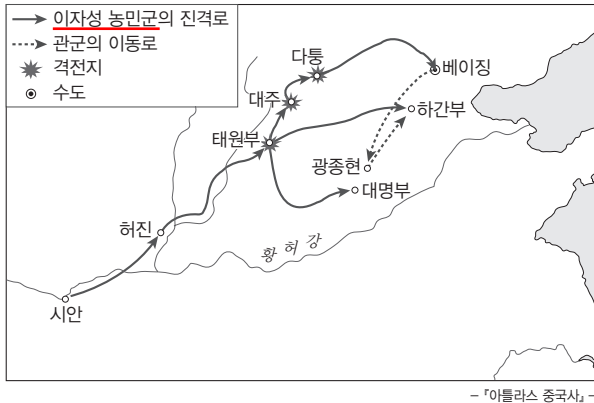 이자성 농민군의 진격로
관군의 이동로
격전지
수도
다퉁
베이징
대주
하간부
태원부
광종현
대명부
허진
황허강
시안
- 『아틀라스 중국사』 -